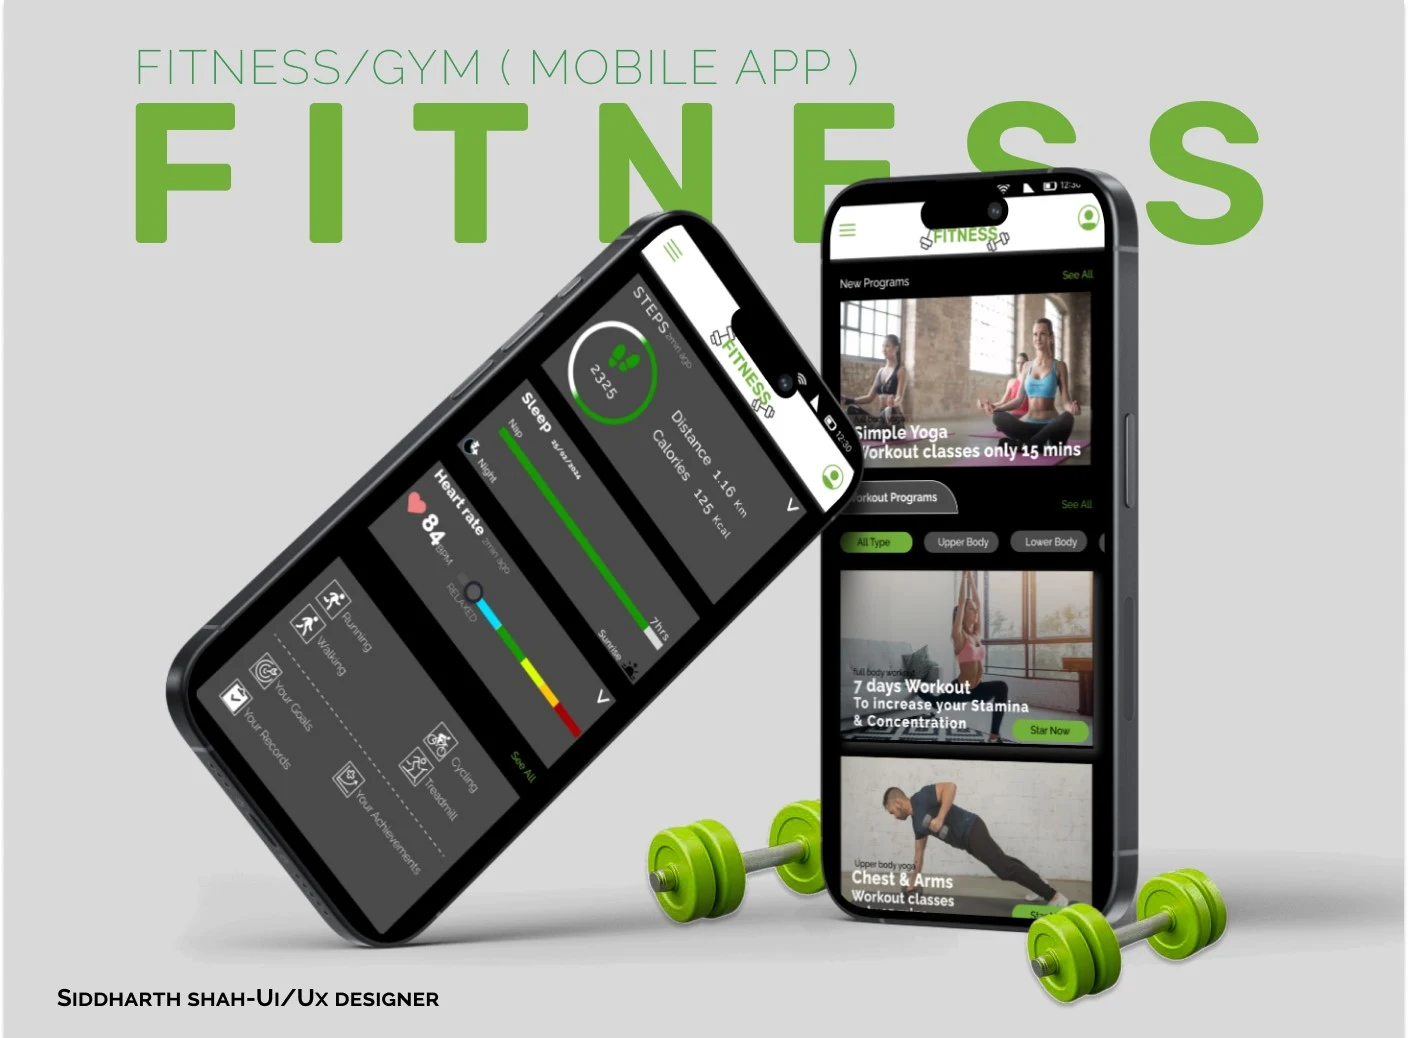 FITNESS/GYM ( MOBILE APP )
FITNESS
12:30
FITNESS
New Programs
See All
Simple Yoga
Workout classes only 15 mins
Workout Programs
See All
All Type
Upper Body
Lower Body
full body workout
7 days Workout
To increase your Stamina
& Concentration
Star Now
Upper body yoga
Chest & Arms
Workout classes
12:30
FITNESS
STEPS 2min ago
2325
Distance 1.16 Km
Calories 125 Kcal
Sleep 25/02/2024
Nap
Night
7hrs
Sunrise
Heart rate 2min ago
84 BPM
RELAXED
See All
Running
Walking
Cycling
Treadmill
Your Goals
Your Records
Your Achievements
SIDDHARTH SHAH-UI/UX DESIGNER